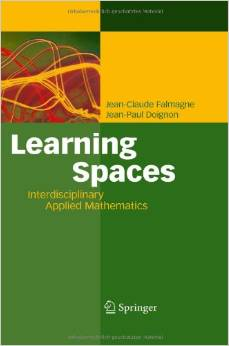 Jean-Claude Falmagne
Jean-Paul Doignon
Learning
Spaces
Interdisciplinary
Applied Mathematics
Springer